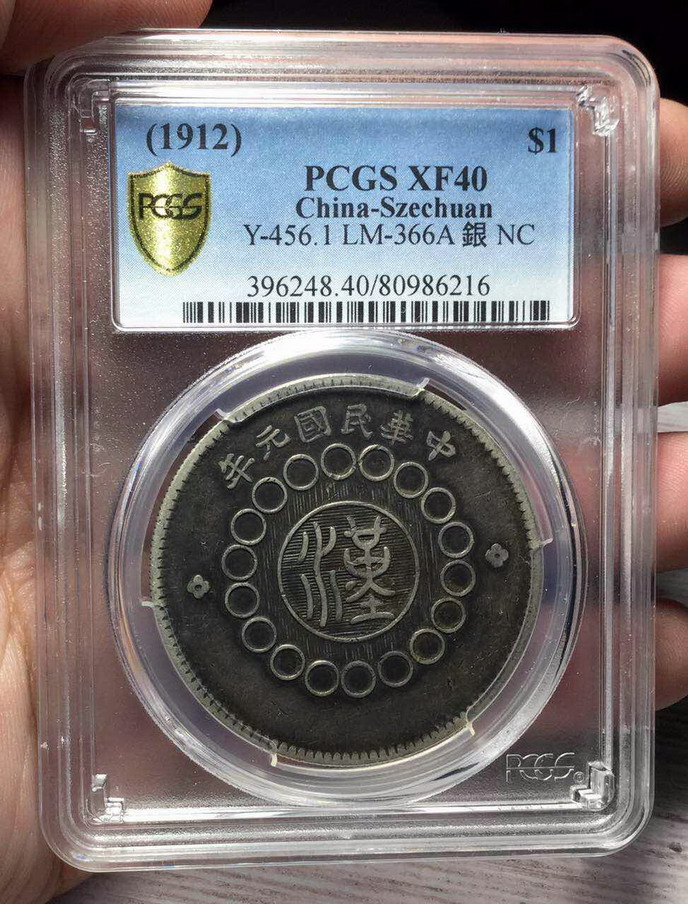 (1912) $1
PCGS
PCGS XF40
China-Szechuan
Y-456.1 LM-366A 銀 NC
396248.40/80986216
中華民國元年
漢
PCGS